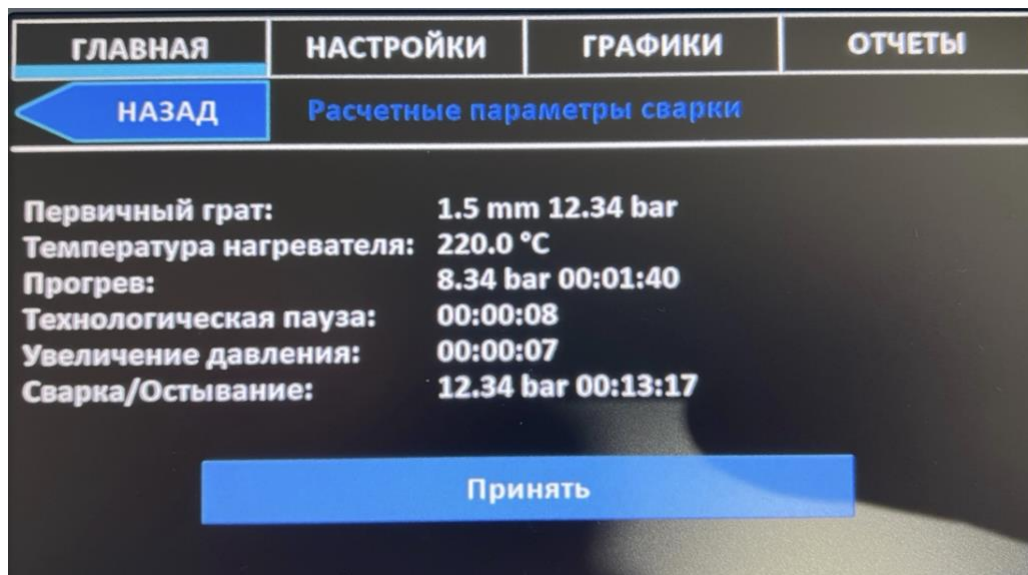 ГЛАВНАЯ НАСТРОЙКИ ГРАФИКИ ОТЧЕТЫ
НАЗАД Расчетные параметры сварки
Первичный грат: 1.5 mm 12.34 bar
Температура нагревателя: 220.0 °C
Прогрев: 8.34 bar 00:01:40
Технологическая пауза: 00:00:08
Увеличение давления: 00:00:07
Сварка/Остывание: 12.34 bar 00:13:17
Принять